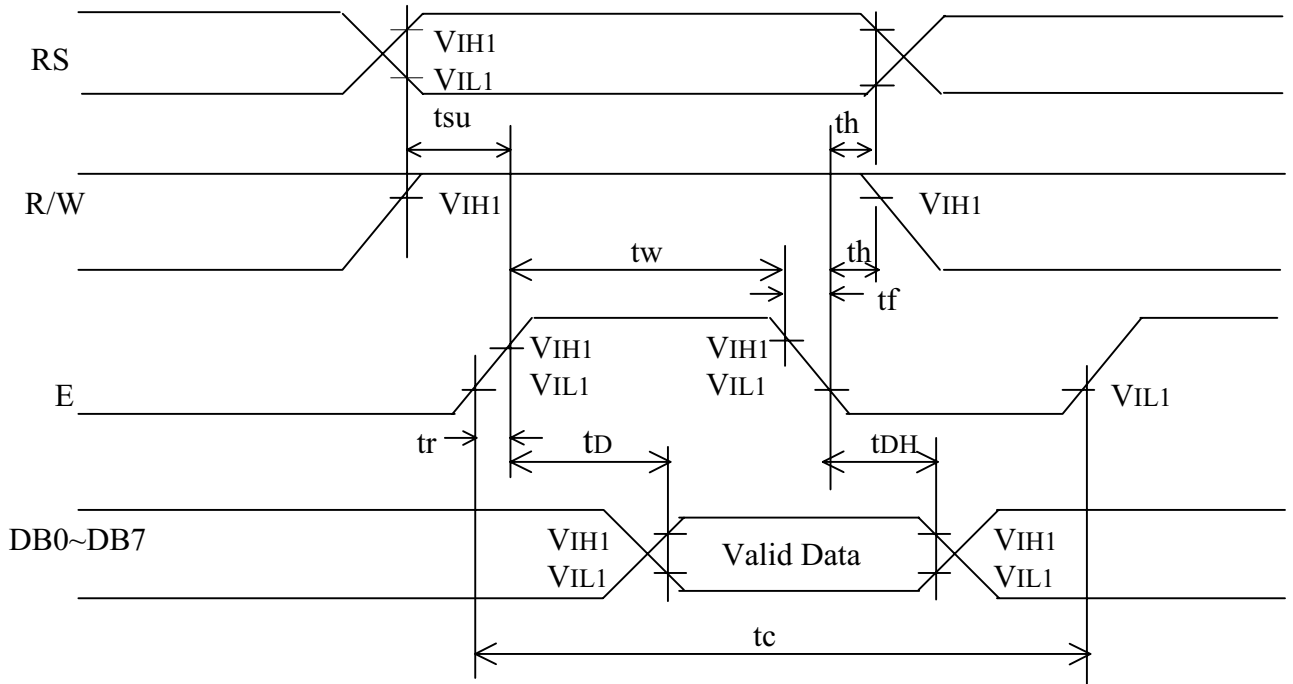 RS
VIH1
VIL1
tsu
th
R/W
VIH1
VIH1
tw
th
tf
E
VIH1
VIL1
VIH1
VIL1
VIL1
tr
tD
tDH
DB0~DB7
VIH1
VIL1
Valid Data
VIH1
VIL1
tc